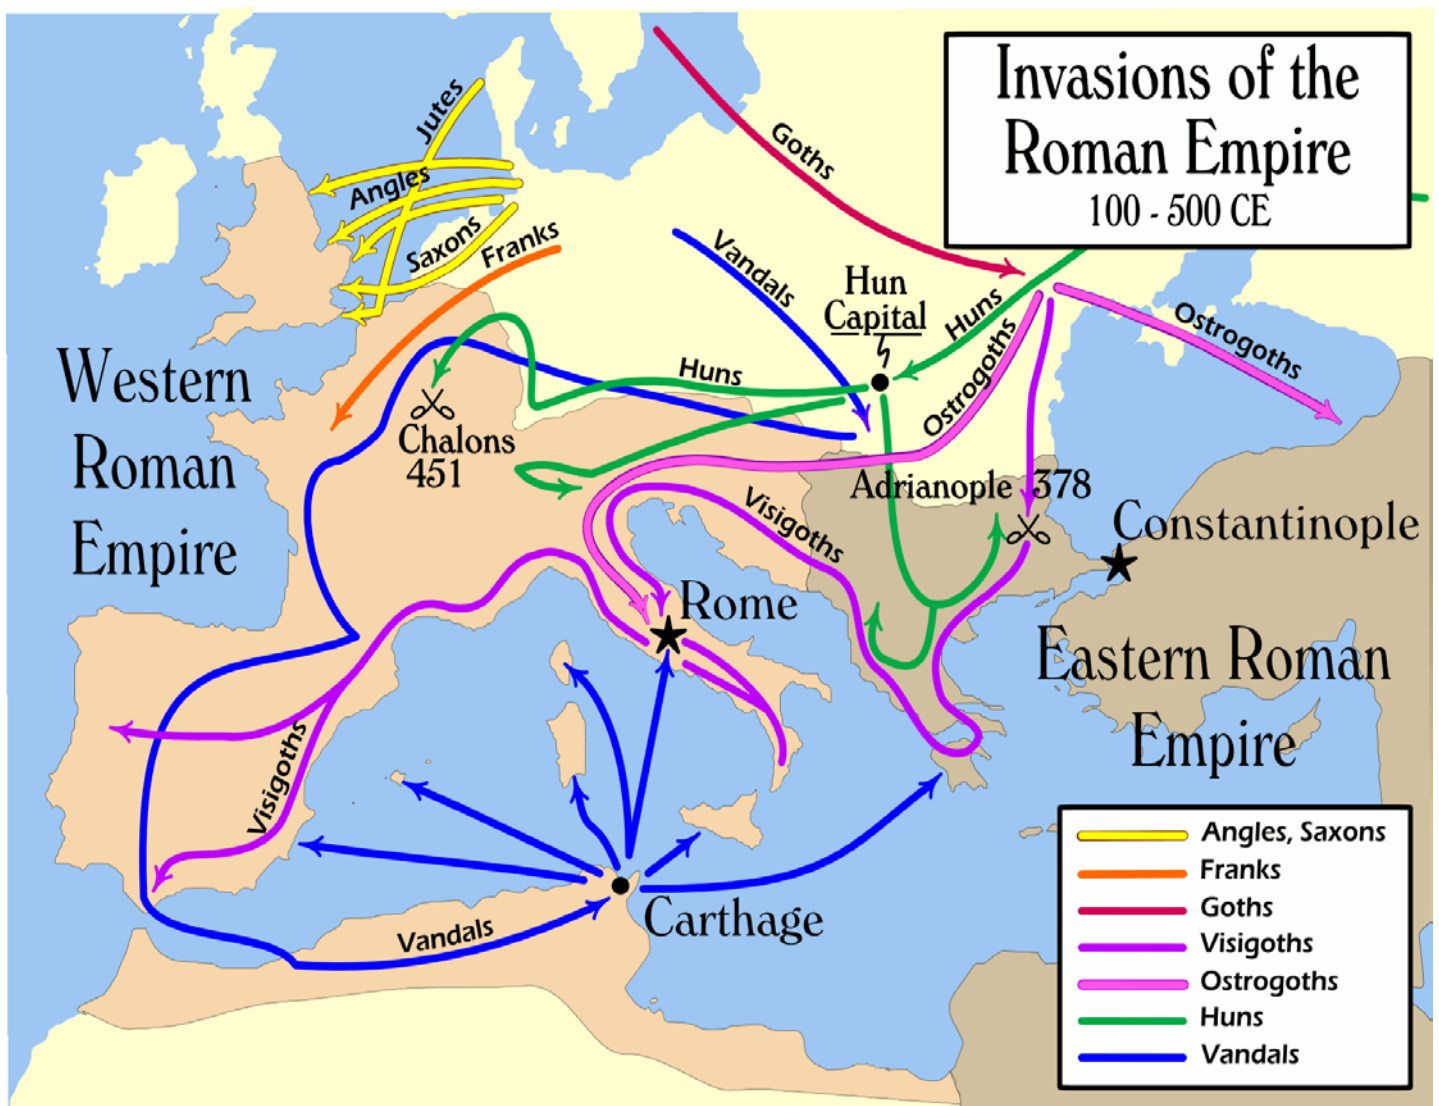 Invasions of the
Roman Empire
100 - 500 CE
Jutes
Angles
Saxons
Franks
Goths
Vandals
Hun
Capital
Huns
Ostrogoths
Ostrogoths
Huns
Western
Roman
Empire
Chalons
451
Adrianople 378
Visigoths
Constantinople
Rome
Eastern Roman
Empire
Visigoths
Carthage
Vandals
Angles, Saxons
Franks
Goths
Visigoths
Ostrogoths
Huns
Vandals